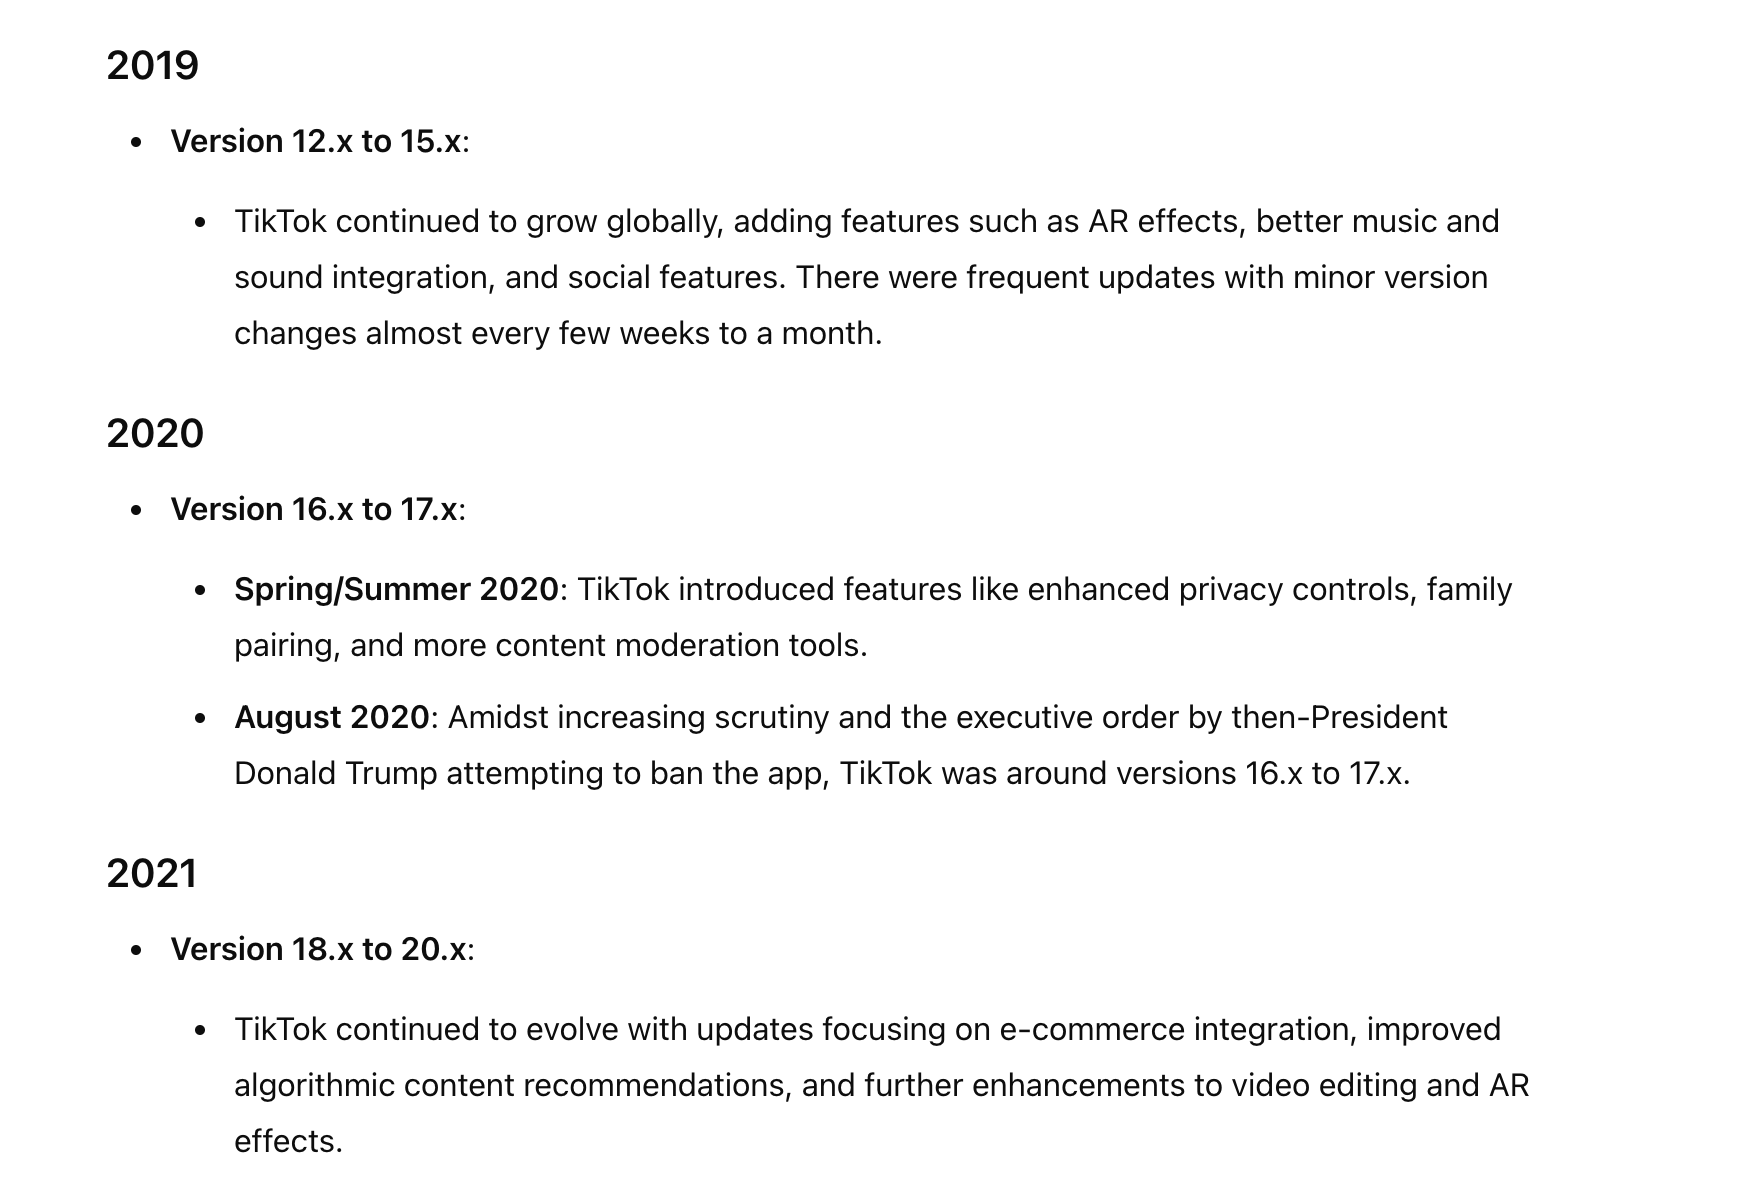 2019
• Version 12.x to 15.x:
• TikTok continued to grow globally, adding features such as AR effects, better music and
sound integration, and social features. There were frequent updates with minor version
changes almost every few weeks to a month.
2020
• Version 16.x to 17.x:
• Spring/Summer 2020: TikTok introduced features like enhanced privacy controls, family
pairing, and more content moderation tools.
• August 2020: Amidst increasing scrutiny and the executive order by then-President
Donald Trump attempting to ban the app, TikTok was around versions 16.x to 17.x.
2021
• Version 18.x to 20.x:
• TikTok continued to evolve with updates focusing on e-commerce integration, improved
algorithmic content recommendations, and further enhancements to video editing and AR
effects.